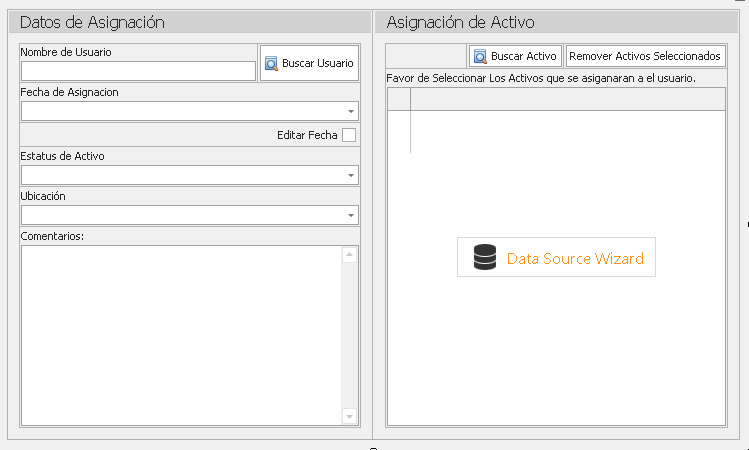 Datos de Asignación
Nombre de Usuario
Buscar Usuario
Fecha de Asignacion
Editar Fecha
Estatus de Activo
Ubicación
Comentarios:
Asignación de Activo
Buscar Activo
Remover Activos Seleccionados
Favor de Seleccionar Los Activos que se asiganaran a el usuario.
Data Source Wizard